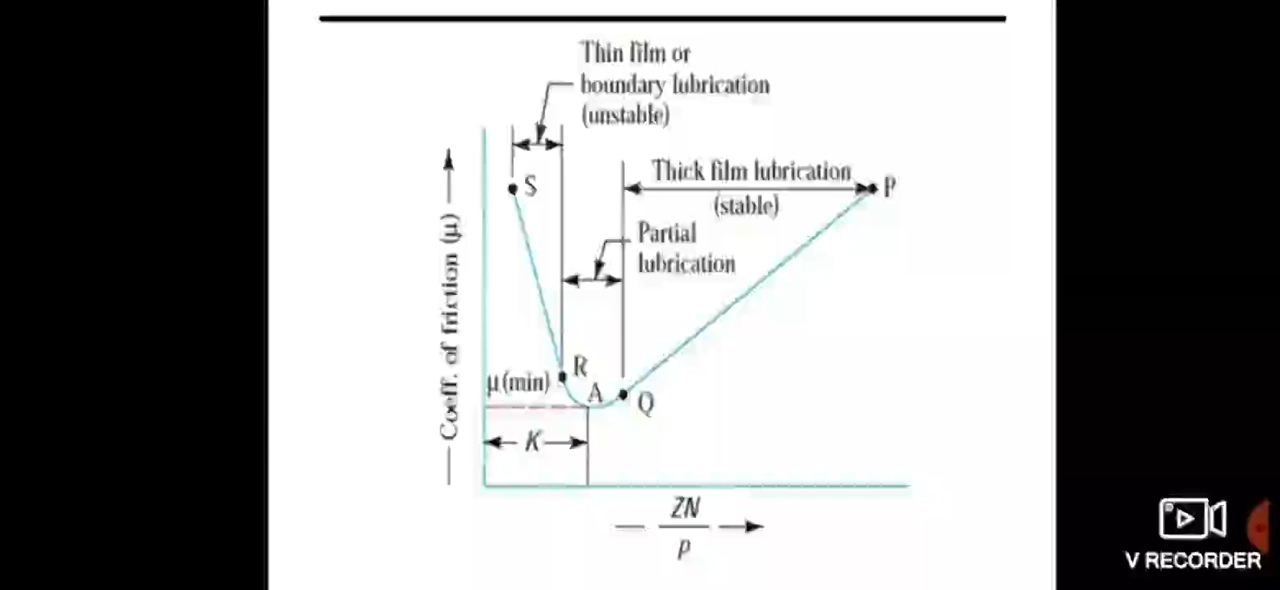 Thin film or
boundary lubrication
(unstable)
S
Thick film lubrication
P
(stable)
Partial
lubrication
Coeff. of friction (μ)
R
μ(min)
A
Q
K
ZN
p
V RECORDER